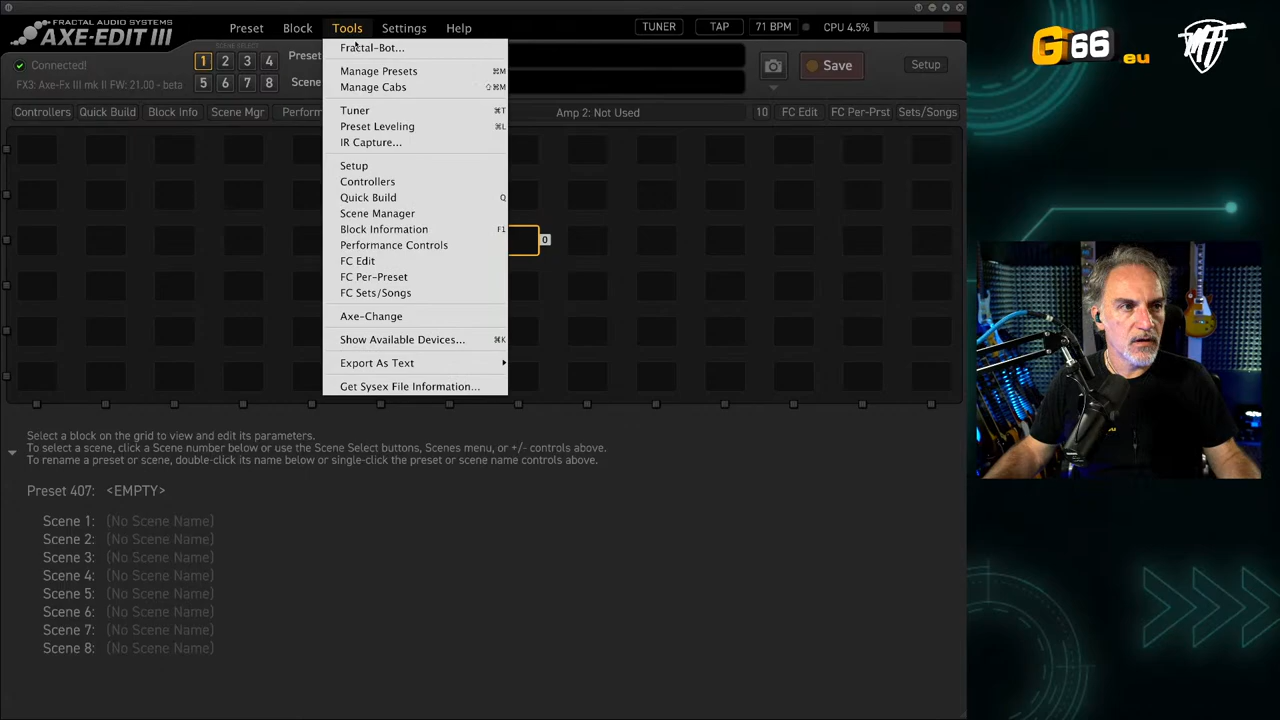 FRACTAL AUDIO SYSTEMS
AXE-EDIT III
Preset Block Tools Settings Help
TUNER TAP 71 BPM CPU 4.5%
G66 eu
MT
SCENE SELECT
1 2 3 4
5 6 7 8
Preset
Scene
Save
Setup
Connected!
FX3: Axe-Fx III mk II FW: 21.00 - beta
Controllers Quick Build Block Info Scene Mgr Perform Amp 2: Not Used 10 FC Edit FC Per-Prst Sets/Songs
Fractal-Bot...
Manage Presets ⌘M
Manage Cabs ⇧⌘M
Tuner ⌘T
Preset Leveling ⌘L
IR Capture...
Setup
Controllers
Quick Build Q
Scene Manager
Block Information F1
Performance Controls
FC Edit
FC Per-Preset
FC Sets/Songs
Axe-Change
Show Available Devices... ⌘K
Export As Text
Get Sysex File Information...
0
Select a block on the grid to view and edit its parameters.
To select a scene, click a Scene number below or use the Scene Select buttons, Scenes menu, or +/- controls above.
To rename a preset or scene, double-click its name below or single-click the preset or scene name controls above.
Preset 407: <EMPTY>
Scene 1: (No Scene Name)
Scene 2: (No Scene Name)
Scene 3: (No Scene Name)
Scene 4: (No Scene Name)
Scene 5: (No Scene Name)
Scene 6: (No Scene Name)
Scene 7: (No Scene Name)
Scene 8: (No Scene Name)